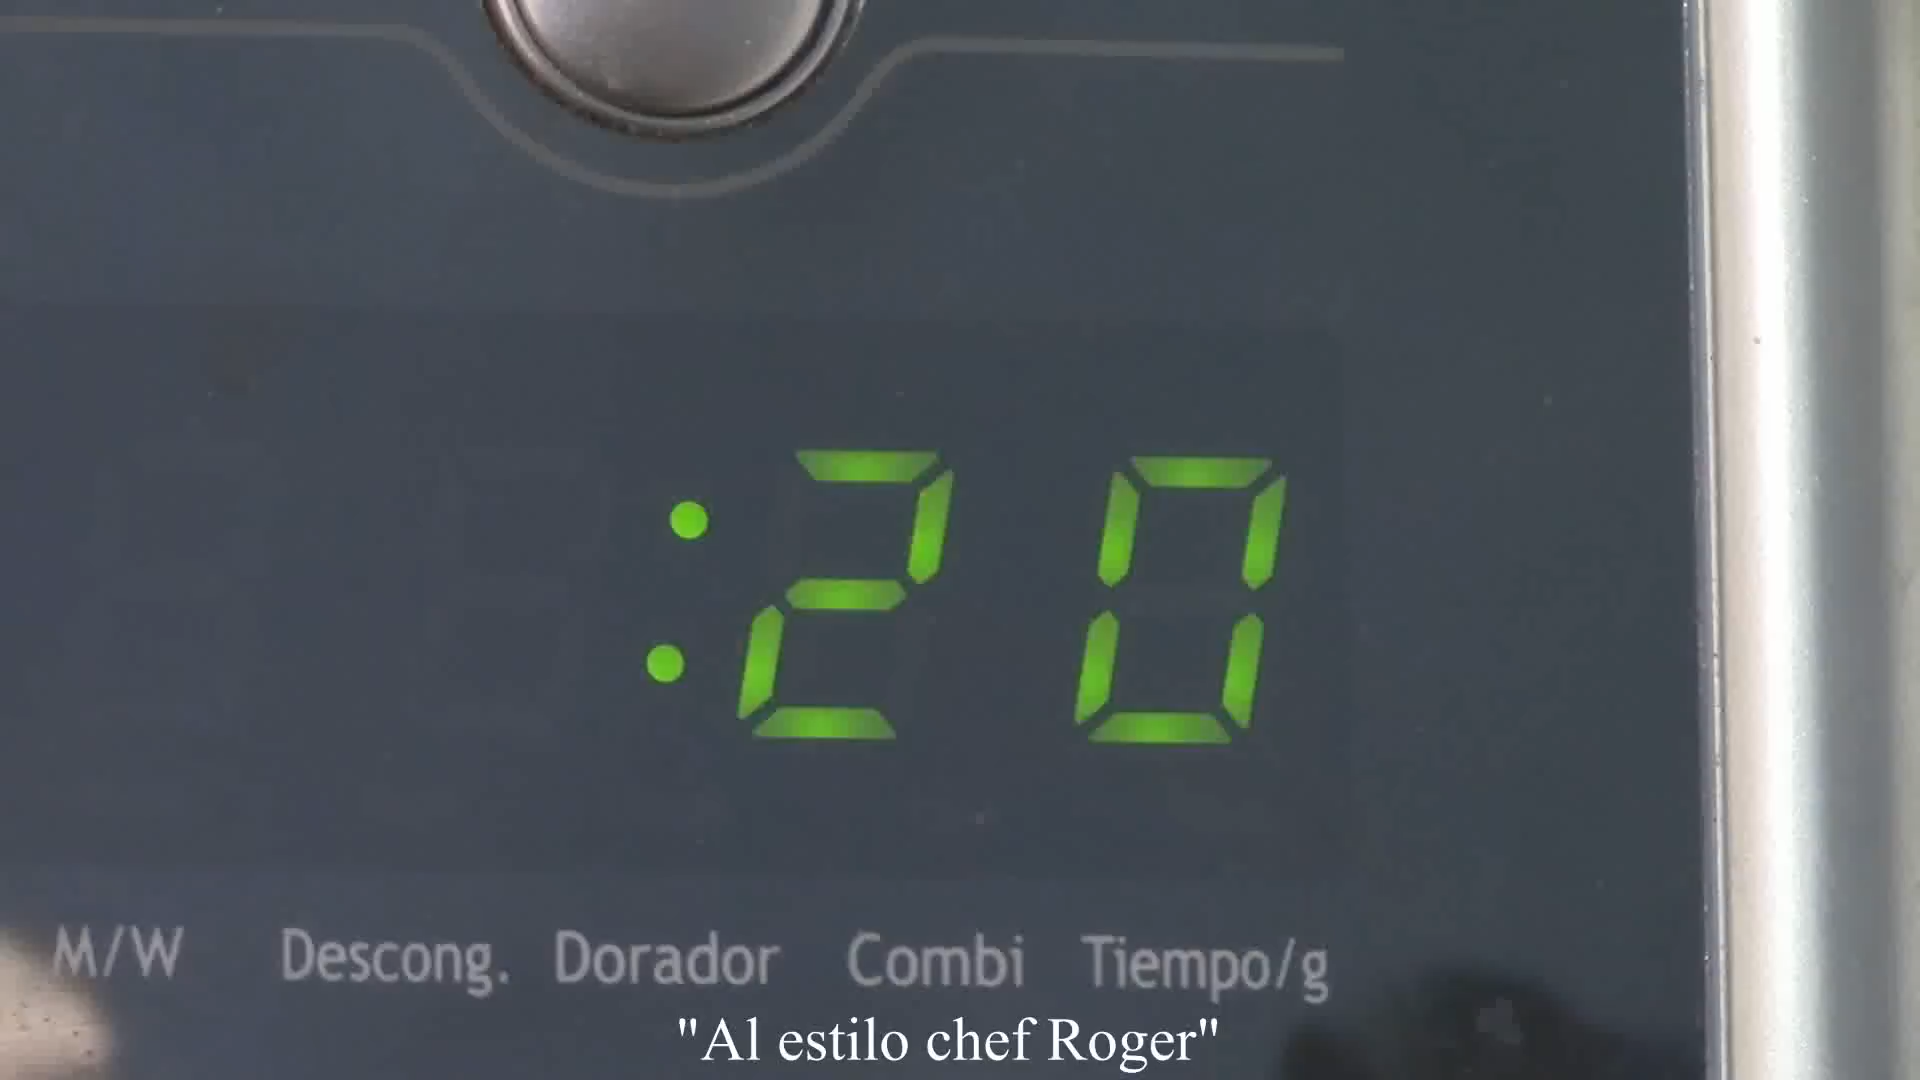 :20
M/W Descong. Dorador Combi Tiempo/g
"Al estilo chef Roger"